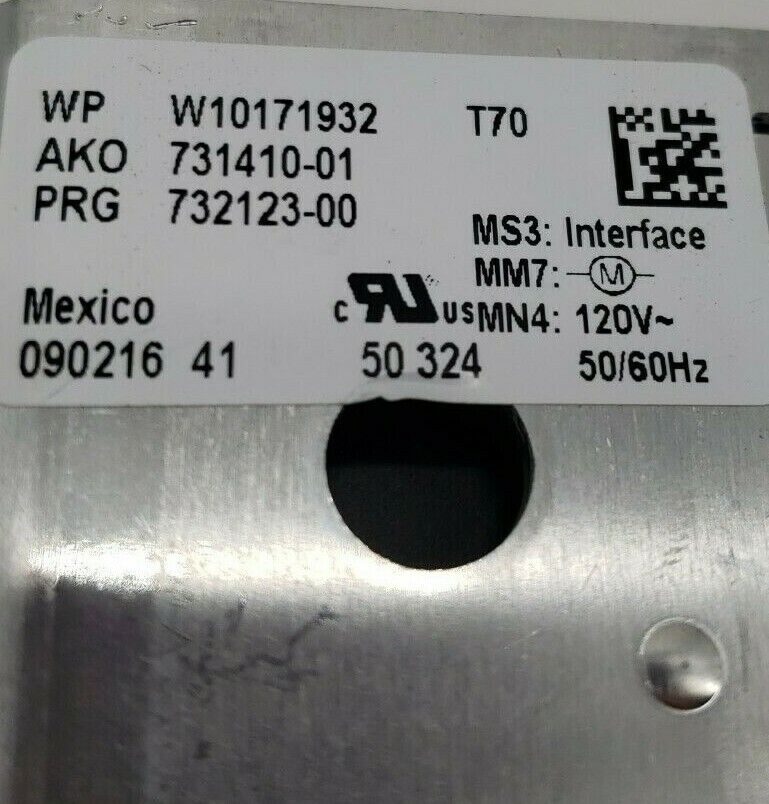 WP W10171932 T70
AKO 731410-01
PRG 732123-00
MS3: Interface
MM7: M
Mexico c RU US MN4: 120V~
090216 41 50 324 50/60Hz